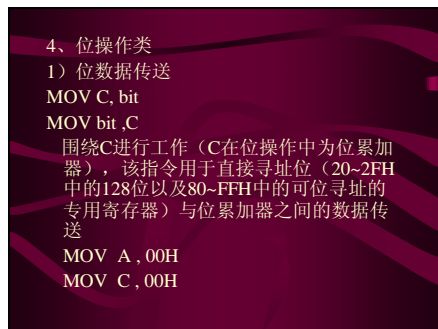 4、位操作类
1）位数据传送
MOV C, bit
MOV bit ,C
围绕C进行工作（C在位操作中为位累加
器），该指令用于直接寻址位（20~2FH
中的128位以及80~FFH中的可位寻址的
专用寄存器）与位累加器之间的数据传
送
MOV A , 00H
MOV C , 00H